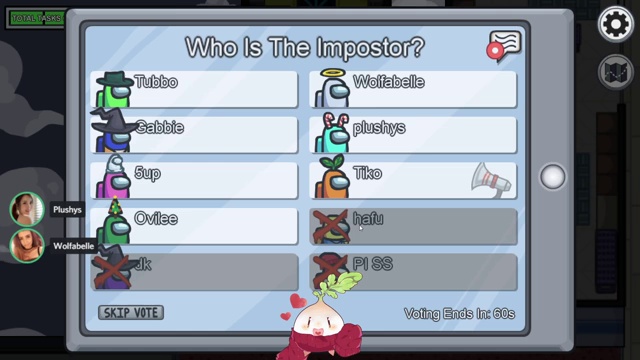 TOTAL TASKS
Who Is The Impostor?
Tubbo
Wolfabelle
Gabbie
plushys
5up
Tiko
Ovilee
hafu
jk
PI SS
Plushys
Wolfabelle
SKIP VOTE
Voting Ends In: 60s